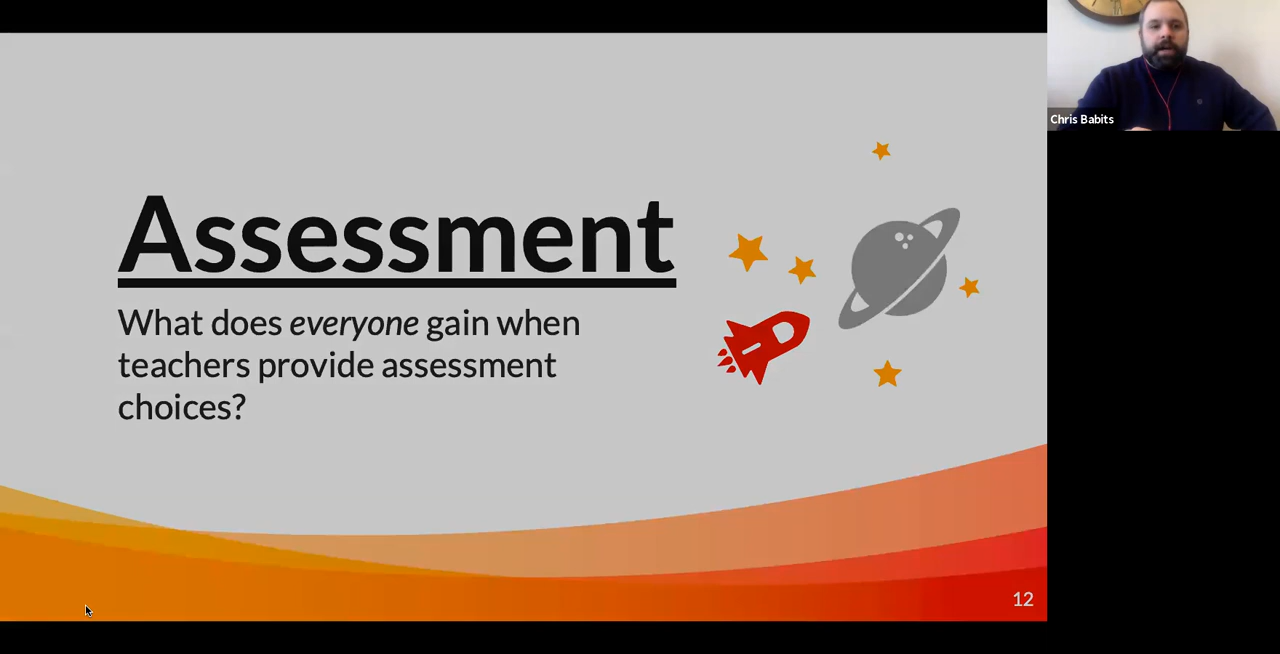 Assessment
What does everyone gain when
teachers provide assessment
choices?
12
Chris Babits